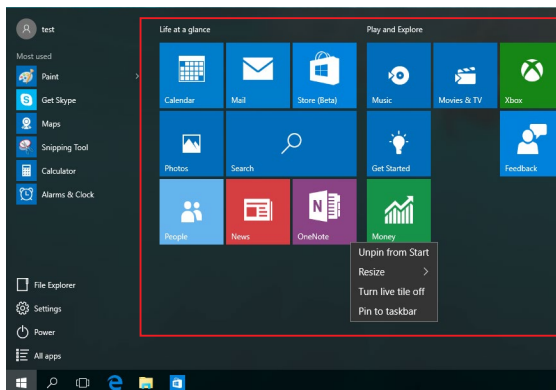 test
Most used
Paint
Get Skype
Maps
Snipping Tool
Calculator
Alarms & Clock
File Explorer
Settings
Power
All apps
Life at a glance
Play and Explore
Calendar
Mail
Store (Beta)
Music
Movies & TV
Xbox
Photos
Search
Get Started
Feedback
People
News
OneNote
Money
Unpin from Start
Resize
Turn live tile off
Pin to taskbar